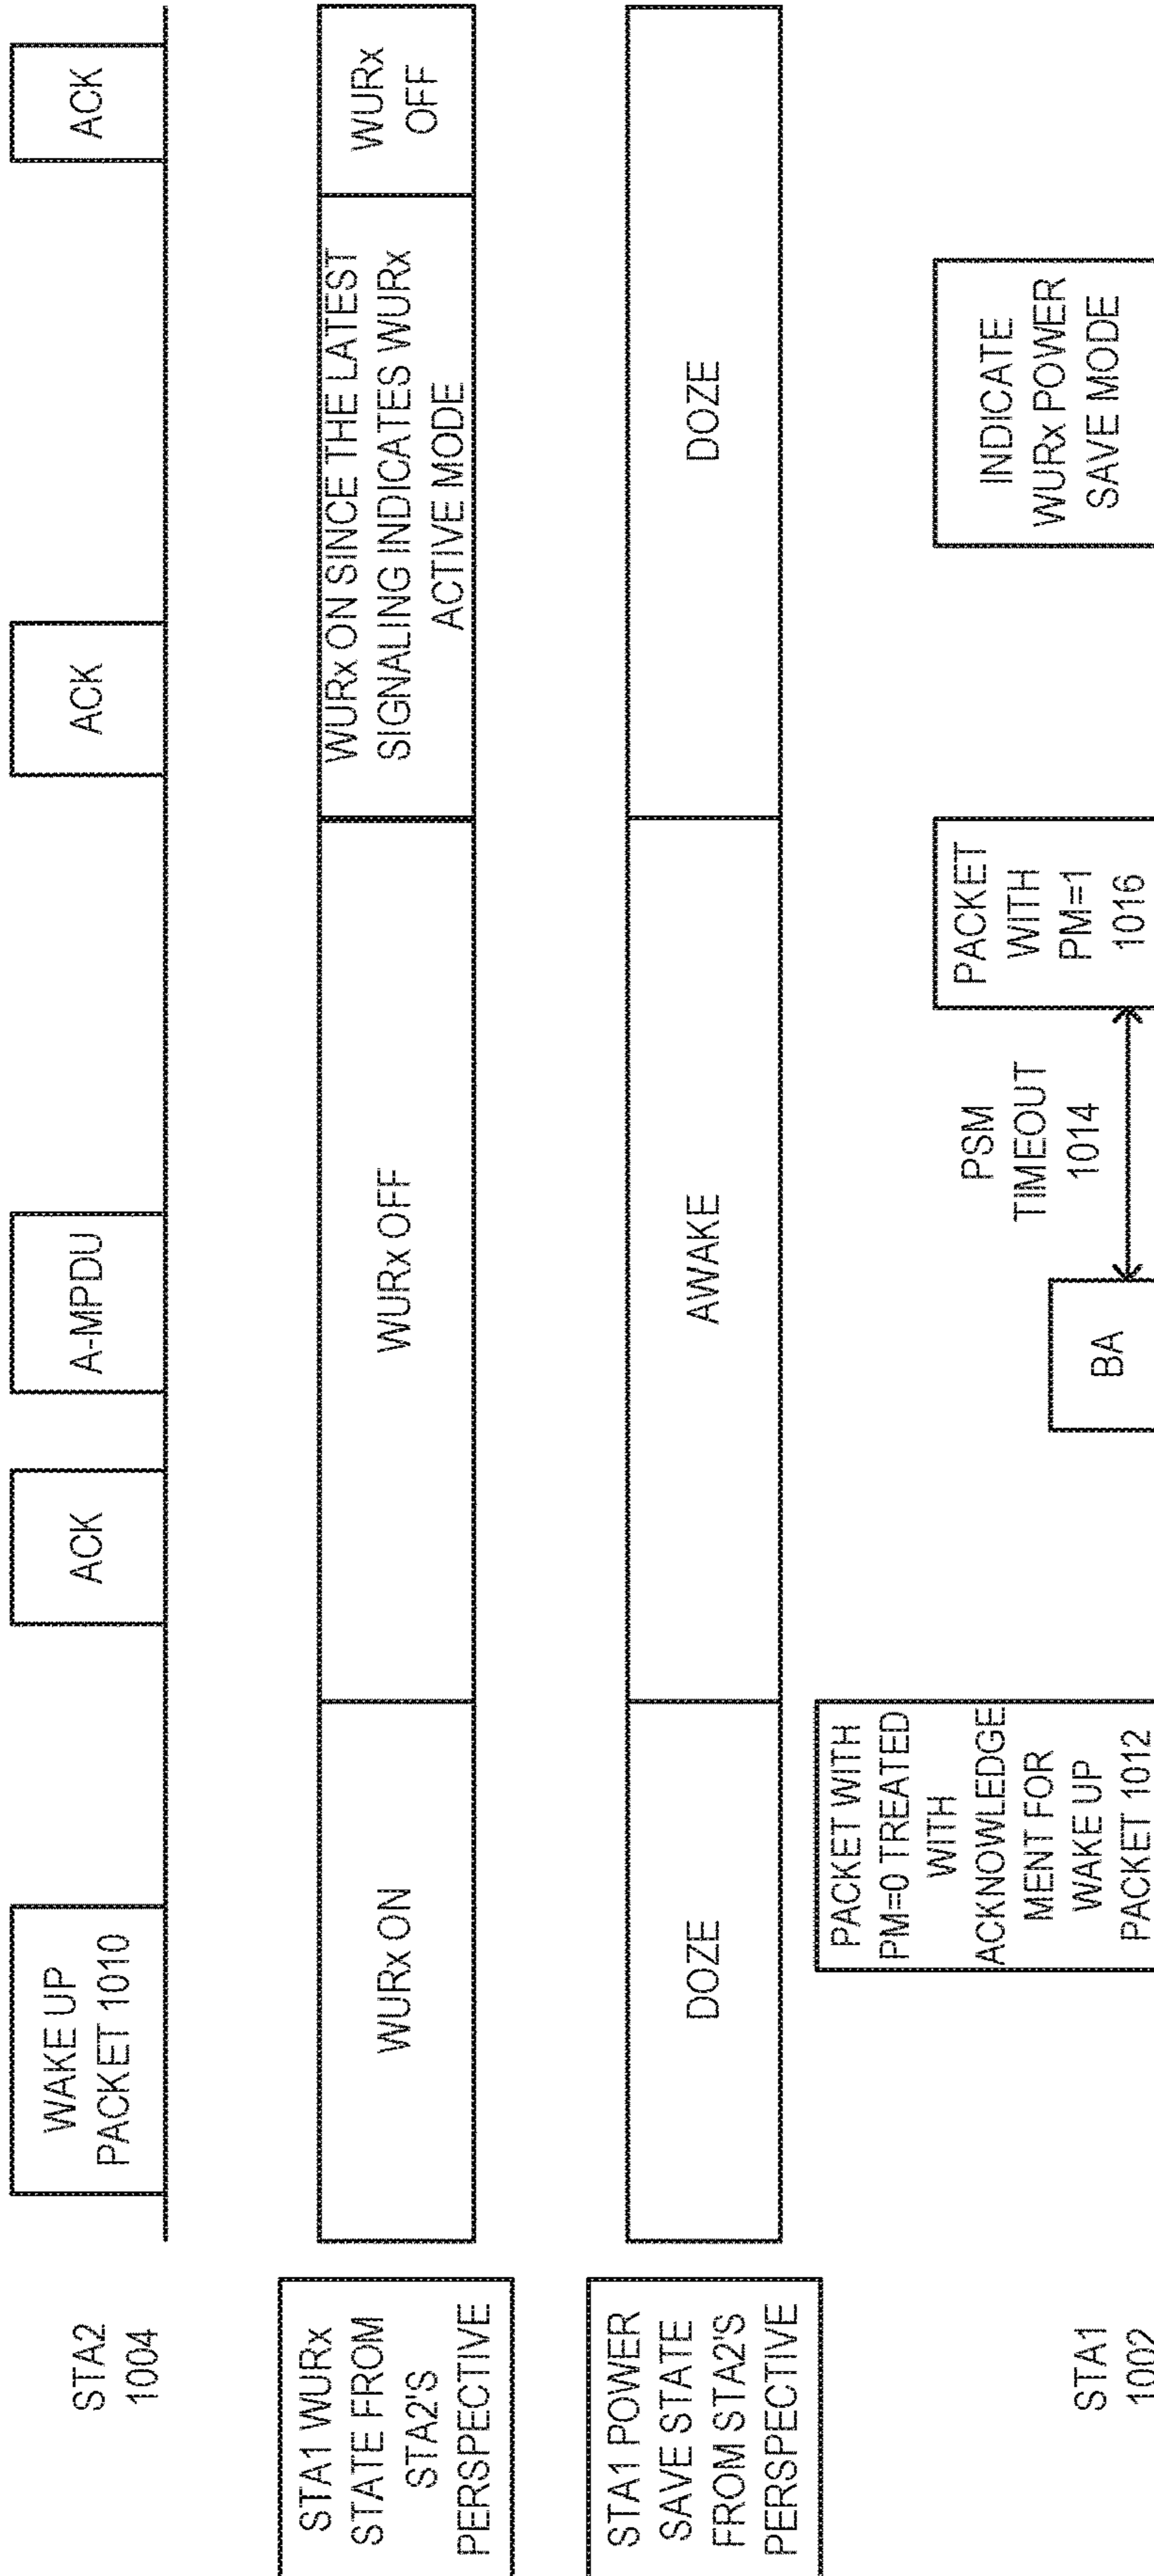 STA2
1004
WAKE UP
PACKET 1010
ACK
A-MPDU
ACK
ACK
STA1 WURx
STATE FROM
STA2'S
PERSPECTIVE
WURx ON
WURx OFF
WURx ON SINCE THE LATEST
SIGNALING INDICATES WURx
ACTIVE MODE
WURx
OFF
STA1 POWER
SAVE STATE
FROM STA2'S
PERSPECTIVE
DOZE
AWAKE
DOZE
STA1
1002
PACKET WITH
PM=0 TREATED
WITH
ACKNOWLEDGE
MENT FOR
WAKE UP
PACKET 1012
BA
PSM
TIMEOUT
1014
PACKET
WITH
PM=1
1016
INDICATE
WURx POWER
SAVE MODE